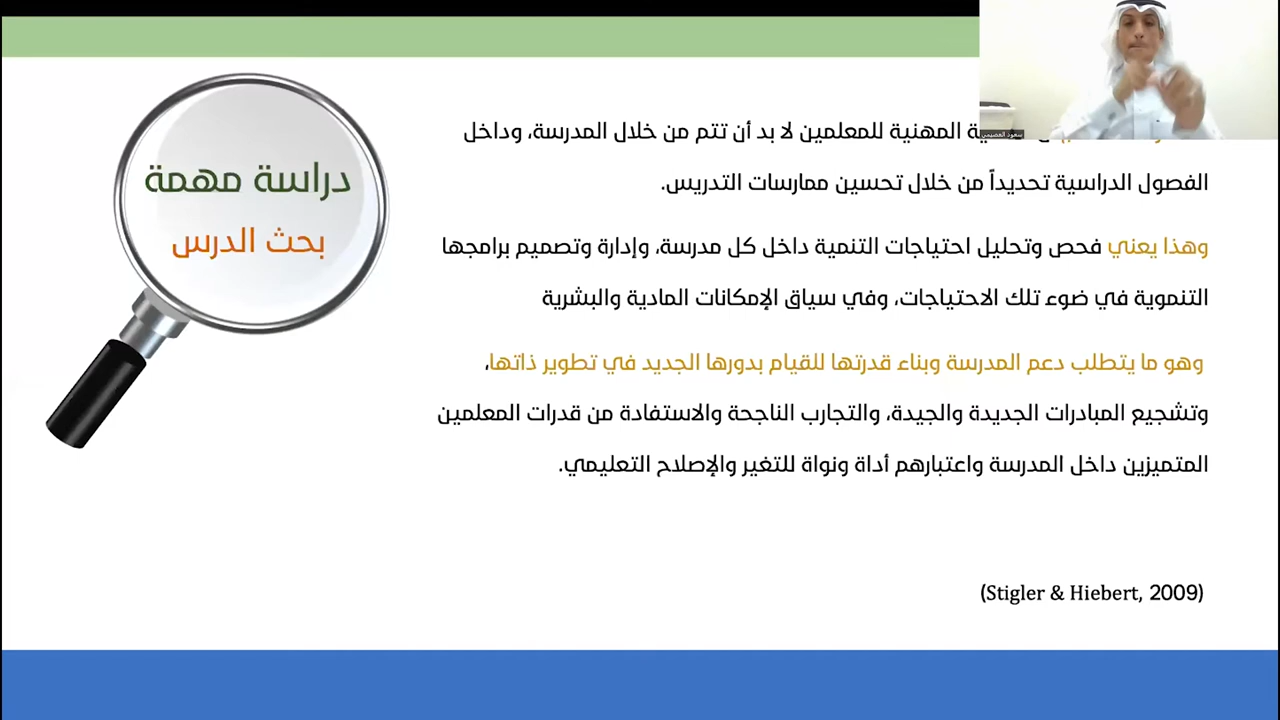 سعود العصيمي
المهنية للمعلمين لا بد أن تتم من خلال المدرسة، وداخل
الفصول الدراسية تحديداً من خلال تحسين ممارسات التدريس.
وهذا يعني فحص وتحليل احتياجات التنمية داخل كل مدرسة، وإدارة وتصميم برامجها
التنموية في ضوء تلك الاحتياجات، وفي سياق الإمكانات المادية والبشرية
وهو ما يتطلب دعم المدرسة وبناء قدرتها للقيام بدورها الجديد في تطوير ذاتها،
وتشجيع المبادرات الجديدة والجيدة، والتجارب الناجحة والاستفادة من قدرات المعلمين
المتميزين داخل المدرسة واعتبارهم أداة ونواة للتغير والإصلاح التعليمي.
(Stigler & Hiebert, 2009)
دراسة مهمة
بحث الدرس